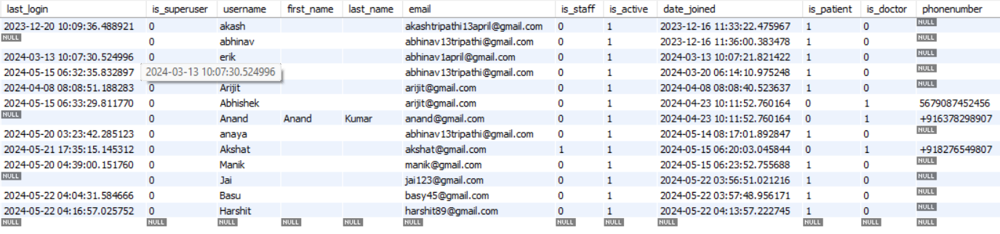 last_login is_superuser username first_name last_name email is_staff is_active date_joined is_patient is_doctor phonenumber
2023-12-20 10:09:36.488921 0 akash akashtripathi13april@gmail.com 0 1 2023-12-16 11:33:22.475967 1 0 NULL
NULL 0 abhinav abhinav13tripathi@gmail.com 0 1 2023-12-16 11:36:00.383478 1 0 NULL
2024-03-13 10:07:30.524996 0 erik abhinav1april@gmail.com 0 1 2024-03-13 10:07:21.821422 1 0 NULL
2024-05-15 06:32:35.832897 2024-03-13 10:07:30.524996 abhinav13tripathi@gmail.com 0 1 2024-03-20 06:14:10.975248 1 0 NULL
2024-04-08 08:08:51.188283 0 Arijit arijit@gmail.com 0 1 2024-04-08 08:08:40.523637 1 0 NULL
2024-05-15 06:33:29.811770 0 Abhishek arijit@gmail.com 0 1 2024-04-23 10:11:52.760164 0 1 5679087452456
NULL 0 Anand Anand Kumar anand@gmail.com 0 1 2024-04-23 10:11:52.760164 0 1 +916378298907
2024-05-20 03:23:42.285123 0 anaya abhinav13tripathi@gmail.com 0 1 2024-05-14 08:17:01.892847 1 0 NULL
2024-05-21 17:35:15.145312 0 Akshat akshat@gmail.com 1 1 2024-05-15 06:20:03.045844 0 1 +918276549807
2024-05-20 04:39:00.151760 0 Manik manik@gmail.com 0 1 2024-05-15 06:23:52.755688 1 0 NULL
NULL 0 Jai jai123@gmail.com 0 1 2024-05-22 03:56:51.021216 1 0 NULL
2024-05-22 04:04:31.584666 0 Basu basy45@gmail.com 0 1 2024-05-22 03:57:48.956171 1 0 NULL
2024-05-22 04:16:57.025752 0 Harshit harshit89@gmail.com 0 1 2024-05-22 04:13:57.222745 1 0 NULL
NULL NULL NULL NULL NULL NULL NULL NULL NULL NULL NULL NULL